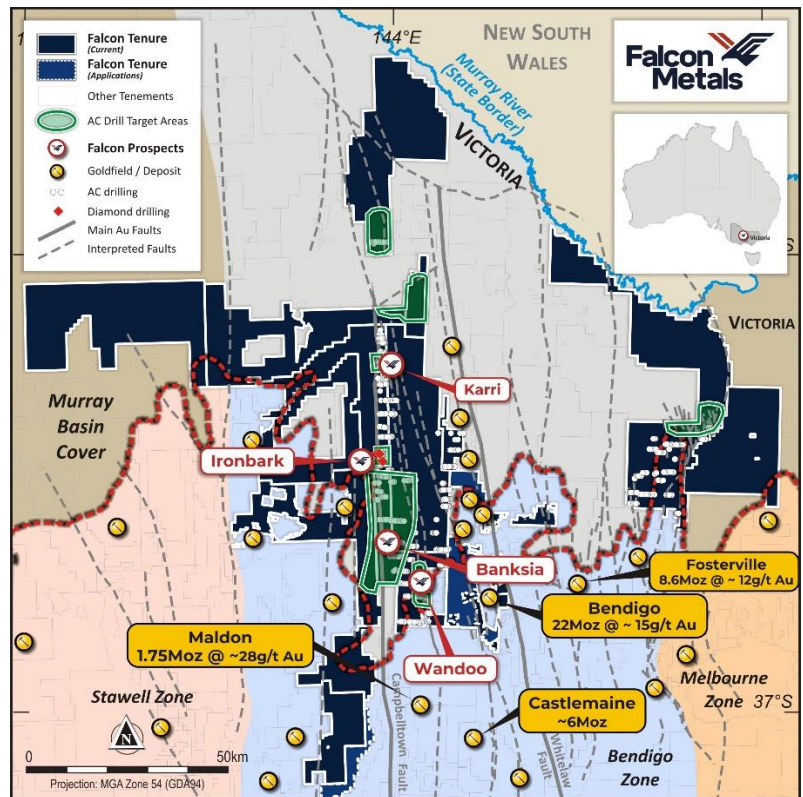 Falcon Tenure
(Current)
Falcon Tenure
(Applications)
Other Tenements
AC Drill Target Areas
Falcon Prospects
Goldfield / Deposit
AC drilling
Diamond drilling
Main Au Faults
Interpreted Faults
144°E
NEW SOUTH
WALES
Murray River
(State Border)
VICTORIA
Falcon
Metals
Victoria
S
VICTORIA
Murray
Basin
Cover
Karri
Ironbark
Banksia
Fosterville
8.6Moz @ ~ 12g/t Au
Bendigo
22Moz @ ~ 15g/t Au
Maldon
1.75Moz @ ~28g/t Au
Wandoo
Melbourne
Zone
Stawell Zone
Castlemaine
~6Moz
37°S
Campbelltown Fault
Whitelaw
Fault
Bendigo
Zone
N
0
50km
Projection: MGA Zone 54 (GDA94)